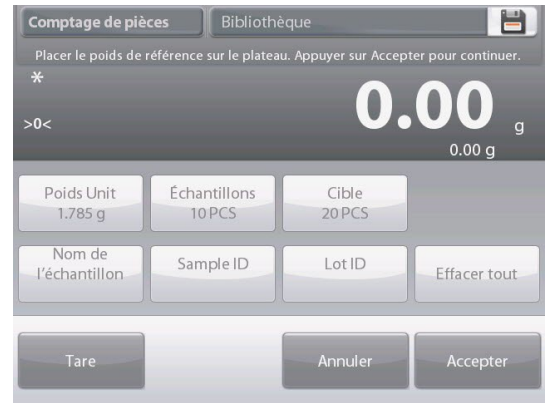 Comptage de pièces
Bibliothèque
Placer le poids de référence sur le plateau. Appuyer sur Accepter pour continuer.
*
>0<
0.00 g
0.00 g
Poids Unit
1.785 g
Échantillons
10 PCS
Cible
20 PCS
Nom de
l'échantillon
Sample ID
Lot ID
Effacer tout
Tare
Annuler
Accepter